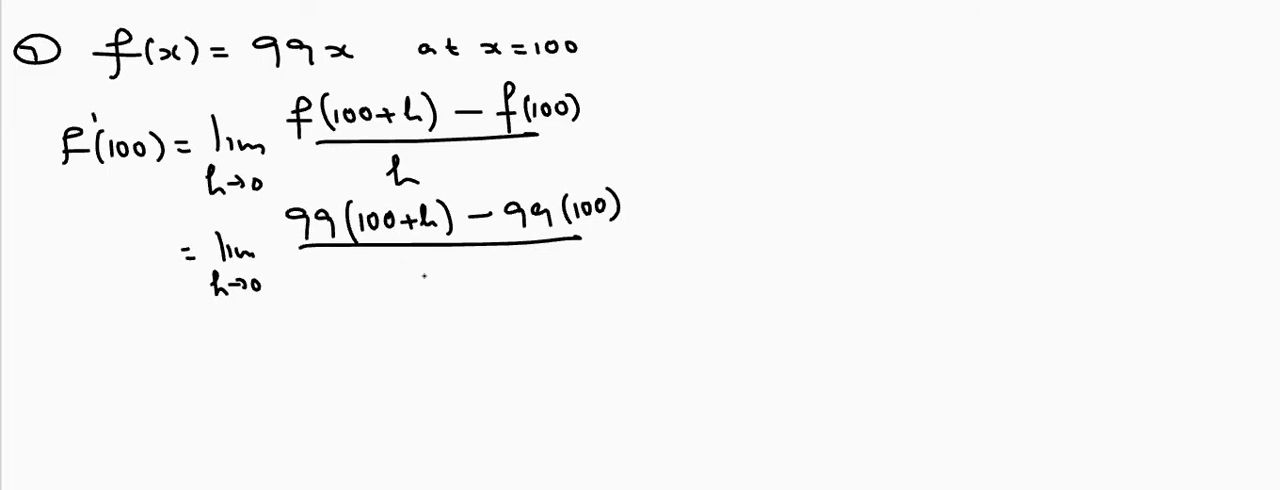 ① f(x) = 99x at x=100
f'(100) = lim f(100+h) - f(100)
h→0 h
= lim 99(100+h) - 99(100)
h→0